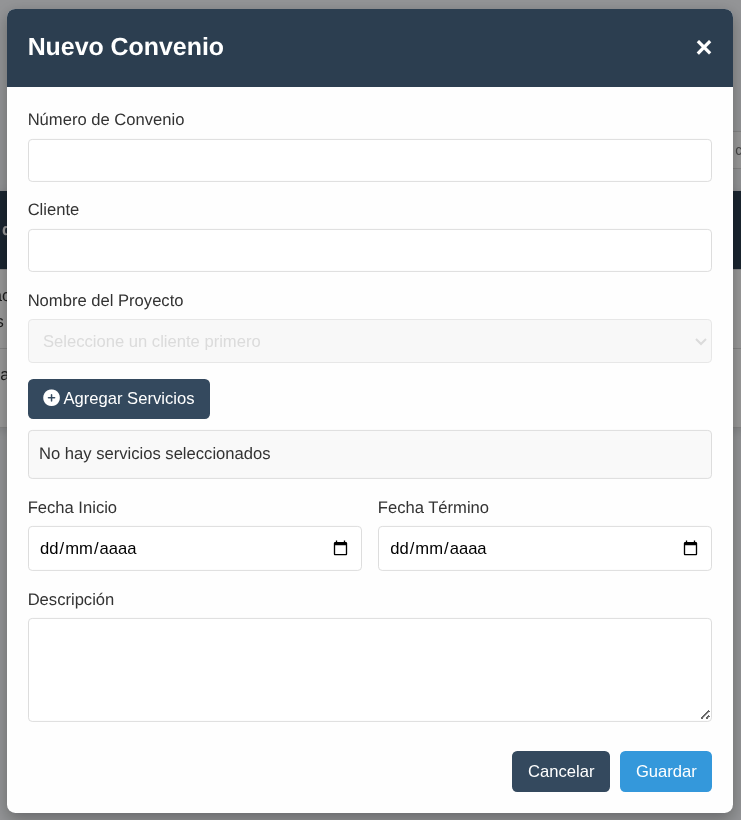 Nuevo Convenio
Número de Convenio
Cliente
Nombre del Proyecto
Seleccione un cliente primero
Agregar Servicios
No hay servicios seleccionados
Fecha Inicio Fecha Término
dd/mm/aaaa dd/mm/aaaa
Descripción
Cancelar Guardar